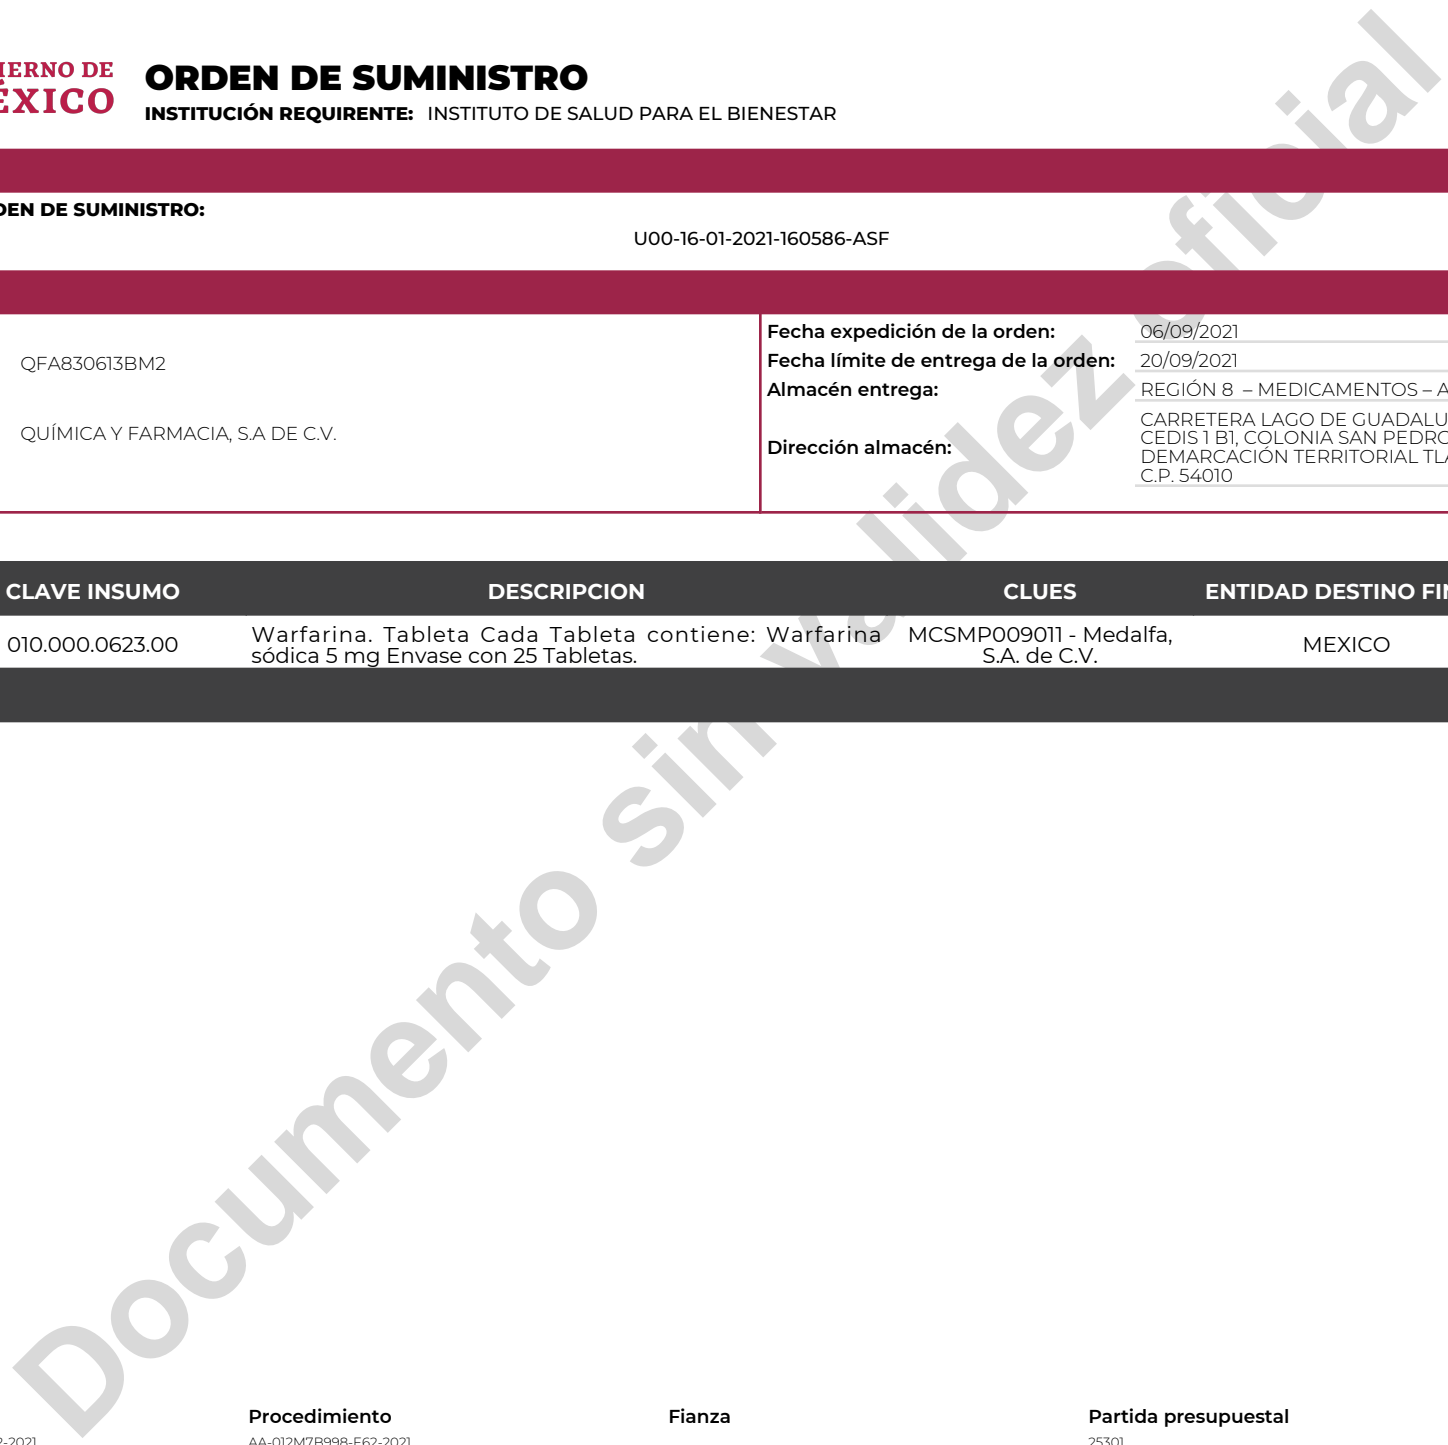 IERNO DE
ÉXICO
ORDEN DE SUMINISTRO
INSTITUCIÓN REQUIRENTE: INSTITUTO DE SALUD PARA EL BIENESTAR
DEN DE SUMINISTRO:
U00-16-01-2021-160586-ASF
QFA830613BM2
QUÍMICA Y FARMACIA, S.A DE C.V.
Fecha expedición de la orden: 06/09/2021
Fecha límite de entrega de la orden: 20/09/2021
Almacén entrega: REGIÓN 8 – MEDICAMENTOS – A
Dirección almacén:
CARRETERA LAGO DE GUADALU
CEDIS 1 B1, COLONIA SAN PEDRO
DEMARCACIÓN TERRITORIAL TLA
C.P. 54010
CLAVE INSUMO DESCRIPCION CLUES ENTIDAD DESTINO FIN
010.000.0623.00
Warfarina. Tableta Cada Tableta contiene: Warfarina
sódica 5 mg Envase con 25 Tabletas.
MCSMP009011 - Medalfa,
S.A. de C.V.
MEXICO
Documento sin validez oficial
Procedimiento Fianza Partida presupuestal
2-2021 AA-012M7B998-E62-2021 25301